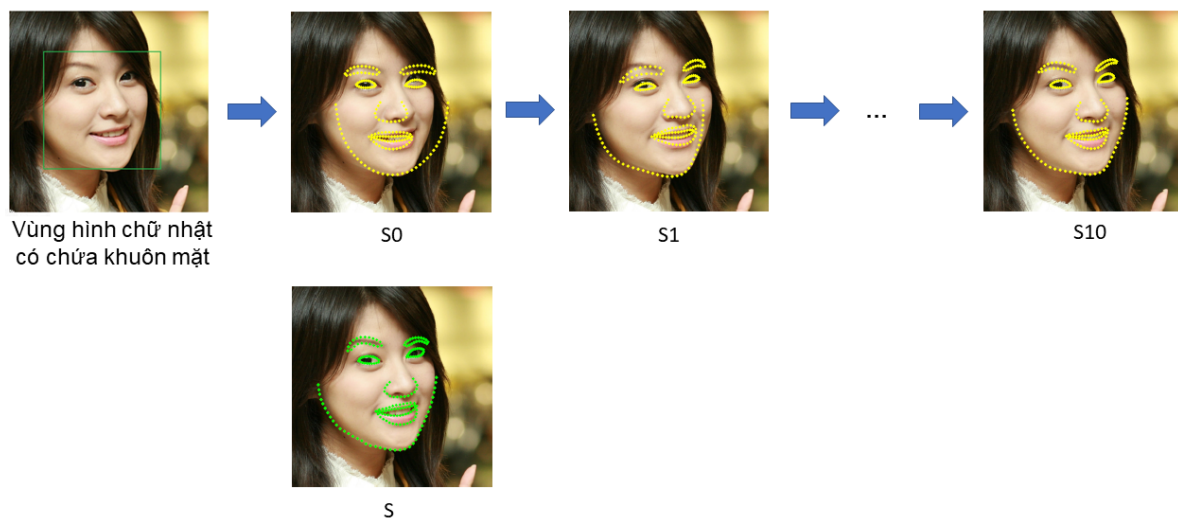 Vùng hình chữ nhật
có chứa khuôn mặt
S0
S1
...
S10
S